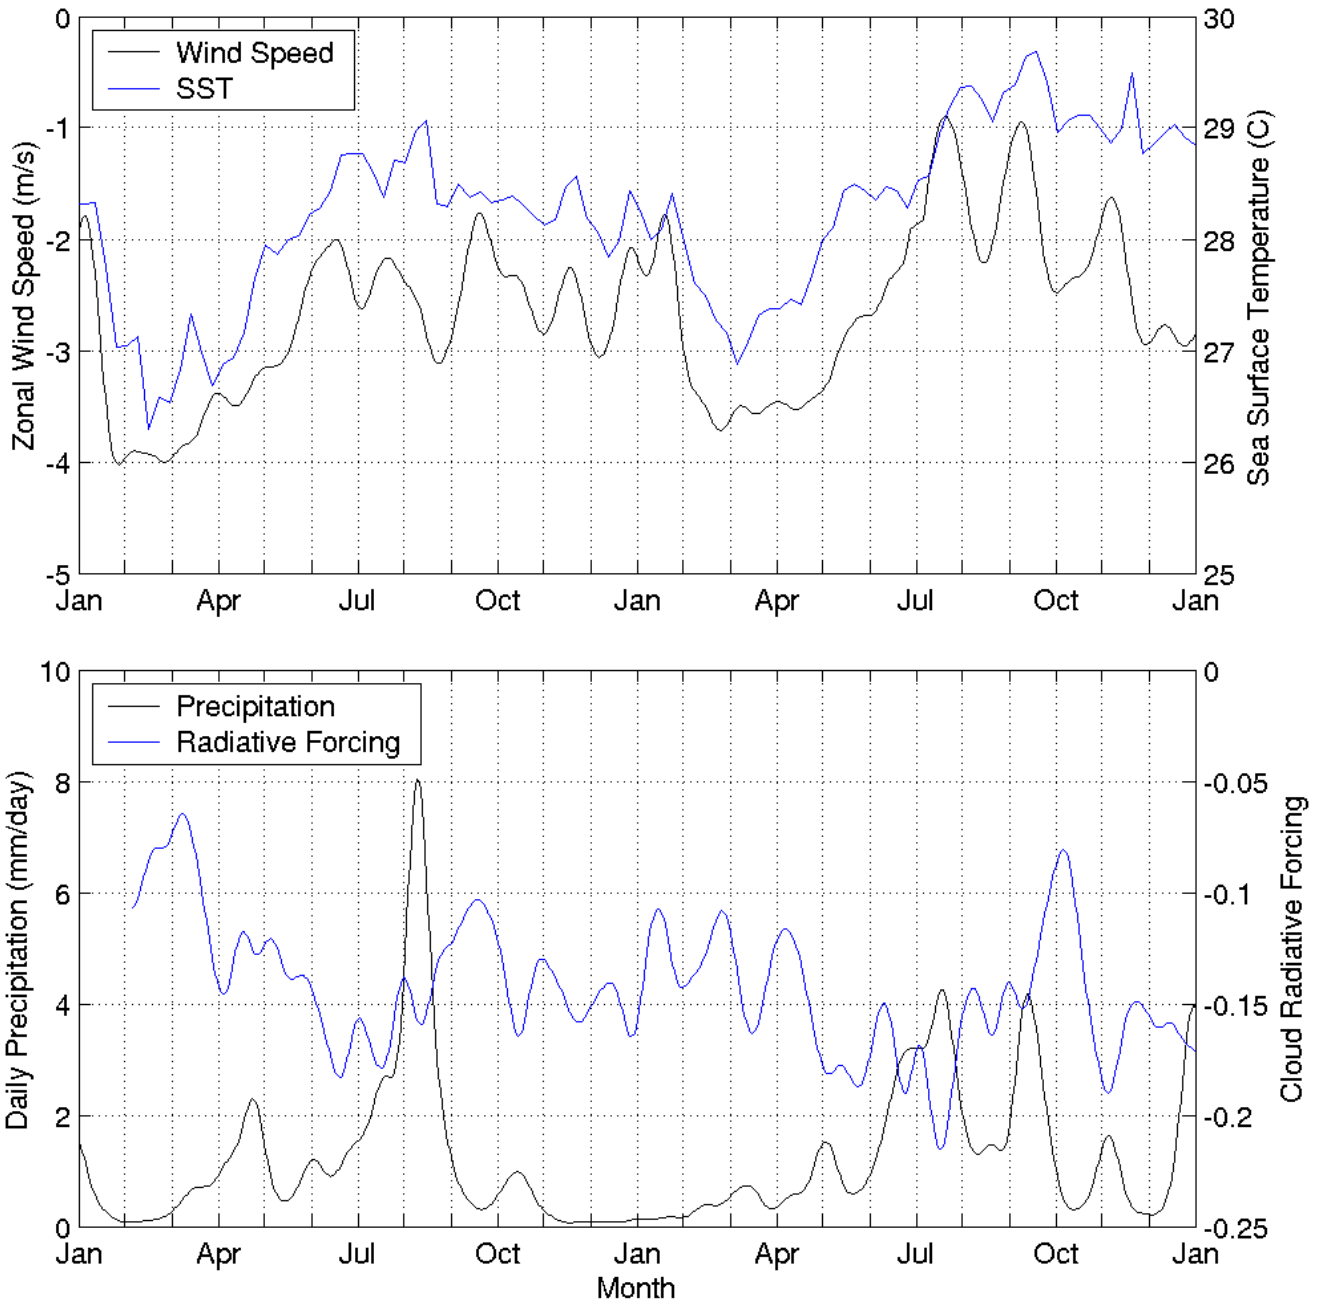 0
-1
-2
-3
-4
-5
Zonal Wind Speed (m/s)
Wind Speed
SST
30
29
28
27
26
25
Sea Surface Temperature (C)
Jan Apr Jul Oct Jan Apr Jul Oct Jan
10
8
6
4
2
0
Daily Precipitation (mm/day)
Precipitation
Radiative Forcing
0
-0.05
-0.1
-0.15
-0.2
-0.25
Cloud Radiative Forcing
Jan Apr Jul Oct Jan Apr Jul Oct Jan
Month